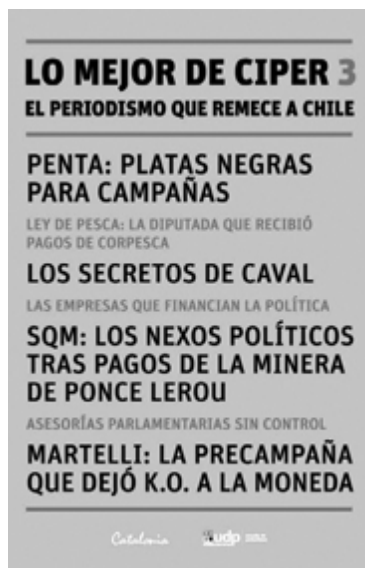 LO MEJOR DE CIPER 3
EL PERIODISMO QUE REMECE A CHILE
PENTA: PLATAS NEGRAS
PARA CAMPAÑAS
LEY DE PESCA: LA DIPUTADA QUE RECIBIÓ
PAGOS DE CORPESCA
LOS SECRETOS DE CAVAL
LAS EMPRESAS QUE FINANCIAN LA POLÍTICA
SQM: LOS NEXOS POLÍTICOS
TRAS PAGOS DE LA MINERA
DE PONCE LEROU
ASESORÍAS PARLAMENTARIAS SIN CONTROL
MARTELLI: LA PRECAMPAÑA
QUE DEJÓ K.O. A LA MONEDA
Catalonia udp